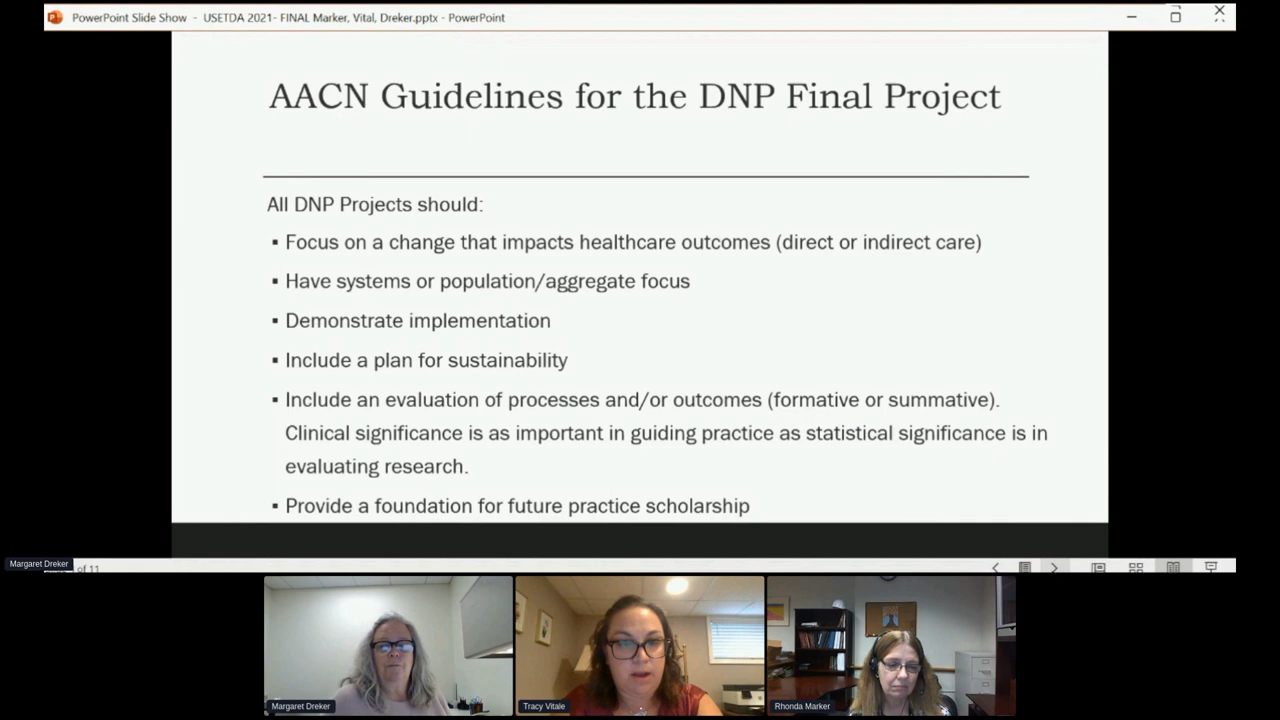 PowerPoint Slide Show - USETDA 2021- FINAL Marker, Vital, Dreker.pptx - PowerPoint
AACN Guidelines for the DNP Final Project
All DNP Projects should:
▪ Focus on a change that impacts healthcare outcomes (direct or indirect care)
▪ Have systems or population/aggregate focus
▪ Demonstrate implementation
▪ Include a plan for sustainability
▪ Include an evaluation of processes and/or outcomes (formative or summative).
Clinical significance is as important in guiding practice as statistical significance is in
evaluating research.
▪ Provide a foundation for future practice scholarship
Margaret Dreker
of 11
Margaret Dreker
Tracy Vitale
Rhonda Marker